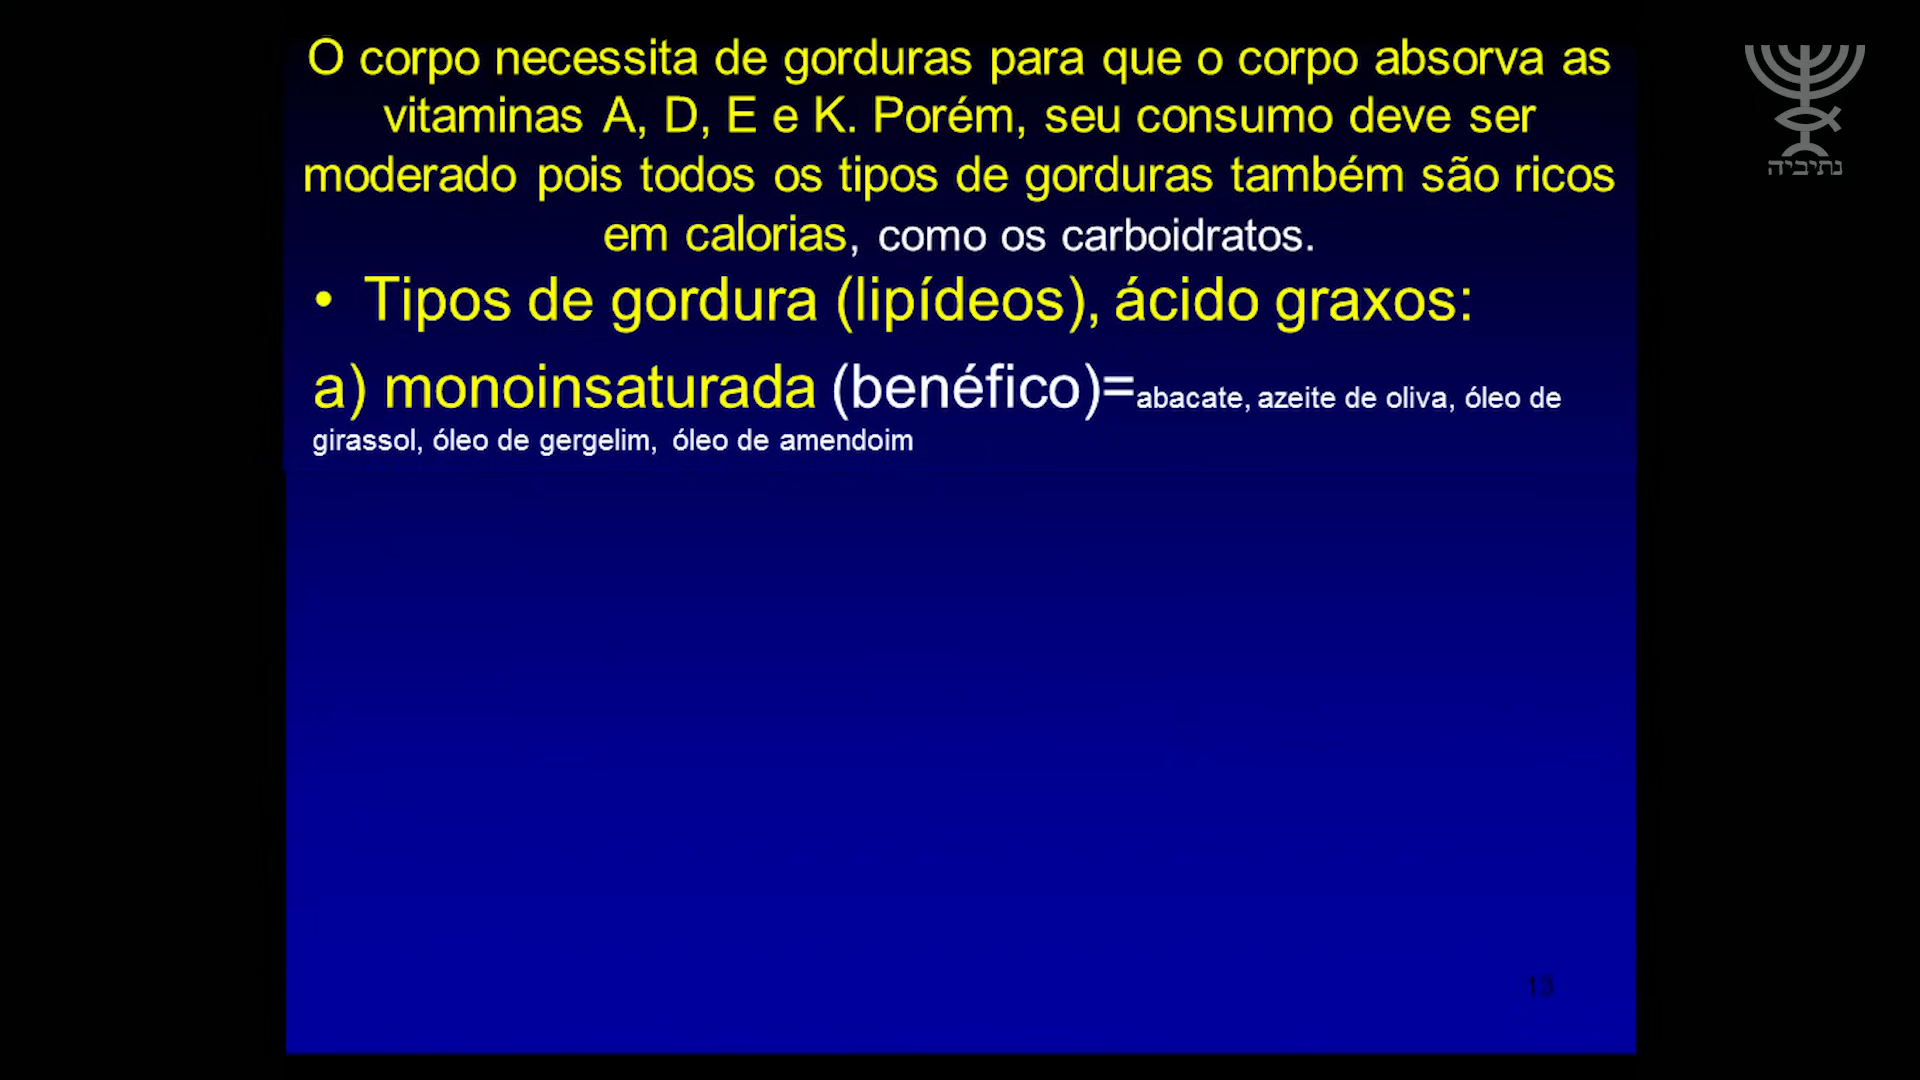 O corpo necessita de gorduras para que o corpo absorva as
vitaminas A, D, E e K. Porém, seu consumo deve ser
moderado pois todos os tipos de gorduras também são ricos
em calorias, como os carboidratos.
• Tipos de gordura (lipídeos), ácido graxos:
a) monoinsaturada (benéfico)=abacate, azeite de oliva, óleo de
girassol, óleo de gergelim, óleo de amendoim
13
נתיביה